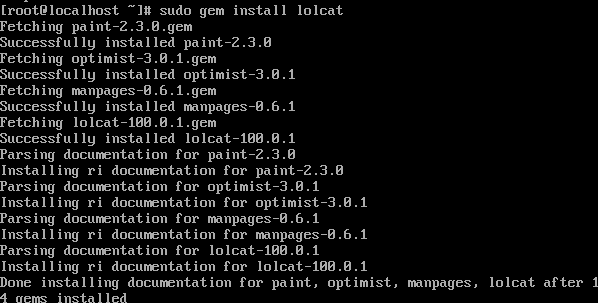 [root@localhost ~]# sudo gem install lolcat
Fetching paint-2.3.0.gem
Successfully installed paint-2.3.0
Fetching optimist-3.0.1.gem
Successfully installed optimist-3.0.1
Fetching manpages-0.6.1.gem
Successfully installed manpages-0.6.1
Fetching lolcat-100.0.1.gem
Successfully installed lolcat-100.0.1
Parsing documentation for paint-2.3.0
Installing ri documentation for paint-2.3.0
Parsing documentation for optimist-3.0.1
Installing ri documentation for optimist-3.0.1
Parsing documentation for manpages-0.6.1
Installing ri documentation for manpages-0.6.1
Parsing documentation for lolcat-100.0.1
Installing ri documentation for lolcat-100.0.1
Done installing documentation for paint, optimist, manpages, lolcat after 1
4 gems installed